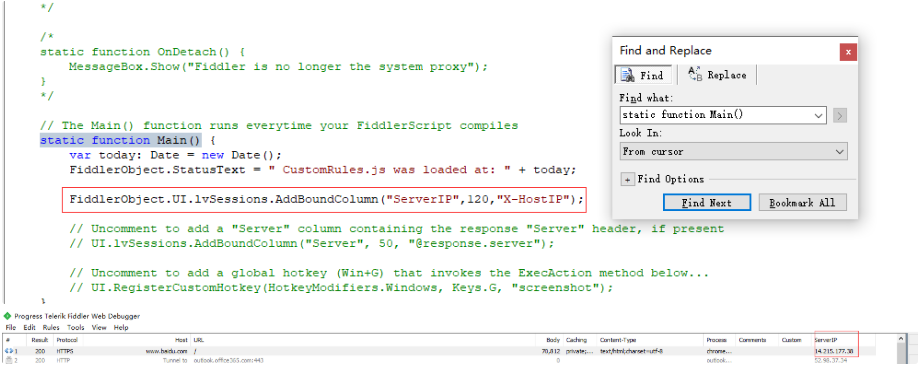 */
/*
static function OnDetach() {
MessageBox.Show("Fiddler is no longer the system proxy");
}
*/
// The Main() function runs everytime your FiddlerScript compiles
static function Main() {
var today: Date = new Date();
FiddlerObject.StatusText = " CustomRules.js was loaded at: " + today;
FiddlerObject.UI.lvSessions.AddBoundColumn("ServerIP",120,"X-HostIP");
// Uncomment to add a "Server" column containing the response "Server" header, if present
// UI.lvSessions.AddBoundColumn("Server", 50, "@response.server");
// Uncomment to add a global hotkey (Win+G) that invokes the ExecAction method below...
// UI.RegisterCustomHotkey(HotkeyModifiers.Windows, Keys.G, "screenshot");
}
Find and Replace
x
Find
Replace
Find what:
static function Main()
Look In:
From cursor
+ Find Options
Find Next
Bookmark All
Progress Telerik Fiddler Web Debugger
File Edit Rules Tools View Help
# Result Protocol Host URL Body Caching Content-Type Process Comments Custom ServerIP
1 200 HTTPS www.baidu.com / 70,812 private;... text/html;charset=utf-8 chrome... 14.215.177.38
2 200 HTTP Tunnel to outlook.office365.com:443 0 outlook... 52.98.37.34